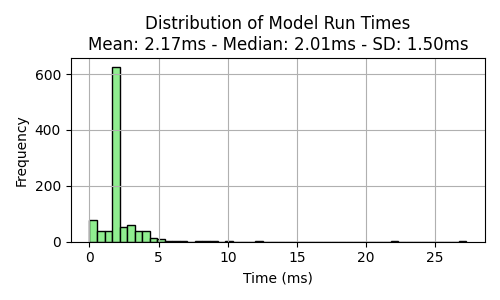 Distribution of Model Run Times
Mean: 2.17ms - Median: 2.01ms - SD: 1.50ms
Frequency
600
400
200
0
0 5 10 15 20 25
Time (ms)